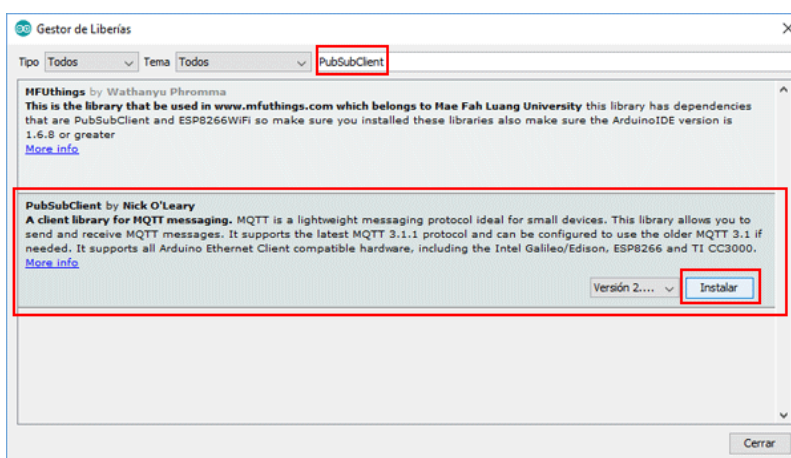 Gestor de Liberías
Tipo Todos Tema Todos PubSubClient
MFUthings by Wathanyu Phromma
This is the library that be used in www.mfuthings.com which belongs to Mae Fah Luang University this library has dependencies
that are PubSubClient and ESP8266WiFi so make sure you installed these libraries also make sure the ArduinoIDE version is
1.6.8 or greater
More info
PubSubClient by Nick O'Leary
A client library for MQTT messaging. MQTT is a lightweight messaging protocol ideal for small devices. This library allows you to
send and receive MQTT messages. It supports the latest MQTT 3.1.1 protocol and can be configured to use the older MQTT 3.1 if
needed. It supports all Arduino Ethernet Client compatible hardware, including the Intel Galileo/Edison, ESP8266 and TI CC3000.
More info
Versión 2.... Instalar
Cerrar